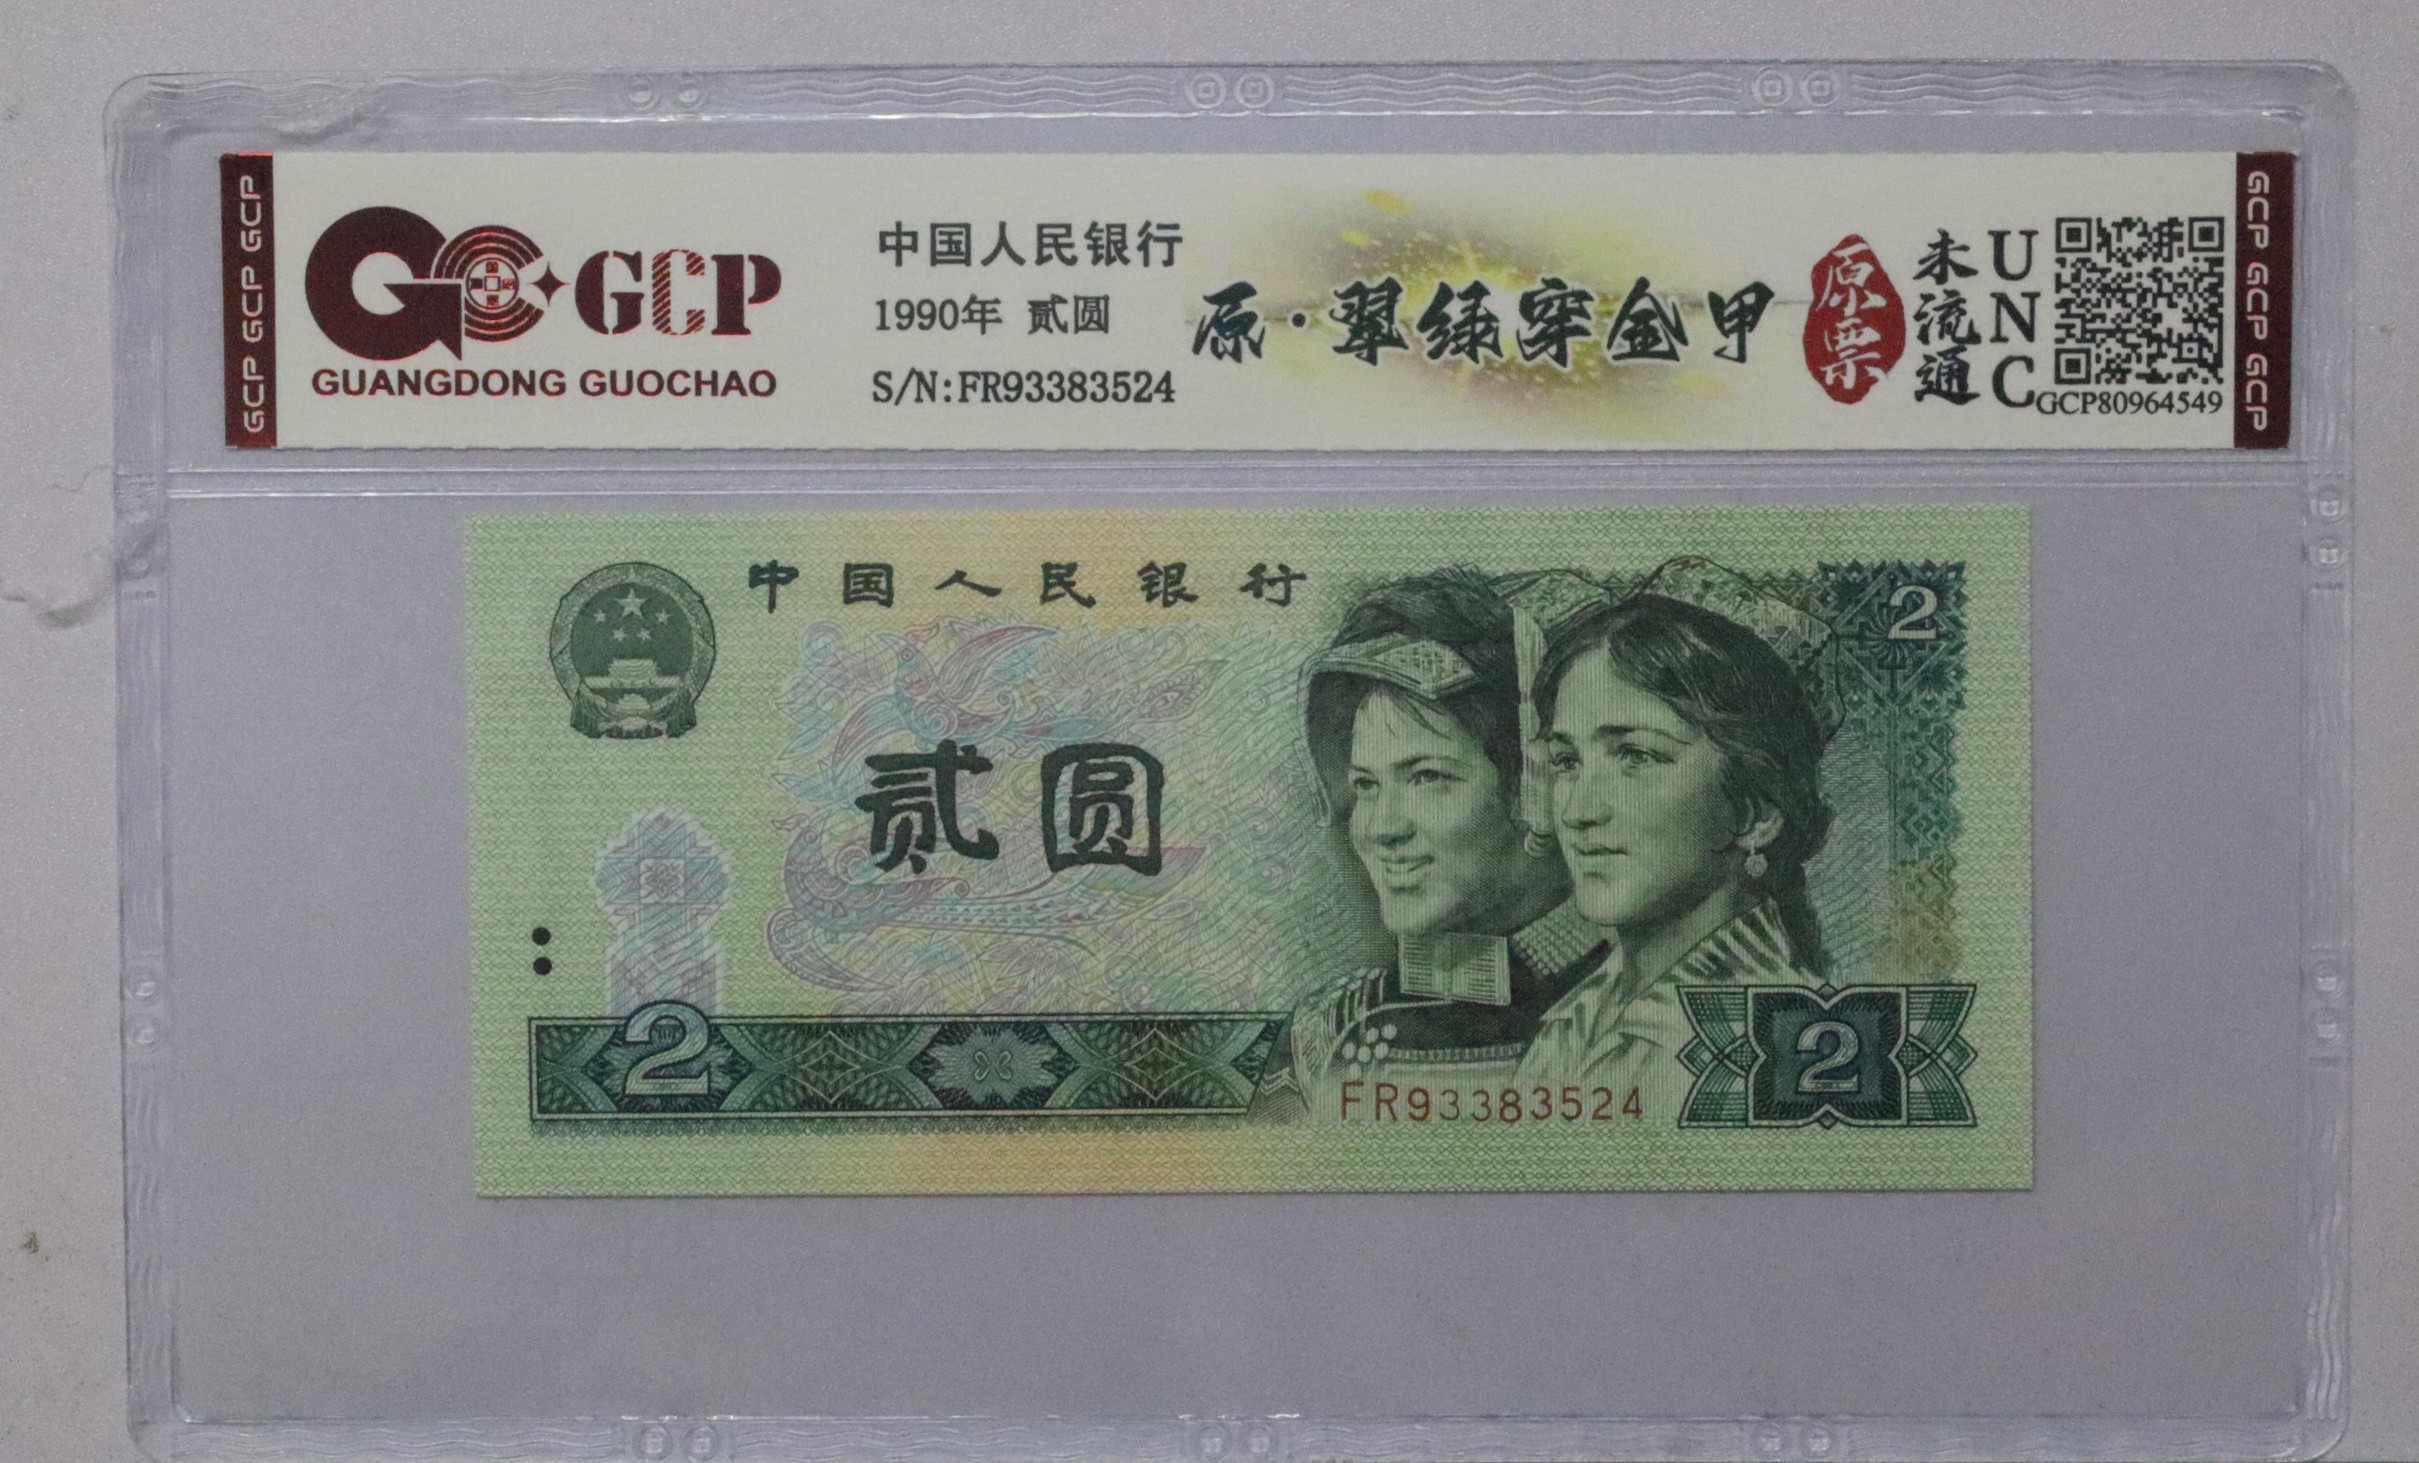 GCP GCP GCP
GCP
GUANGDONG GUOCHAO
中国人民银行
1990年 贰圆
S/N:FR93383524
原·翠绿穿金甲
原票
未流通
UNC
GCP80964549
GCP GCP GCP
中国人民银行
2
贰圆
2
FR93383524
2